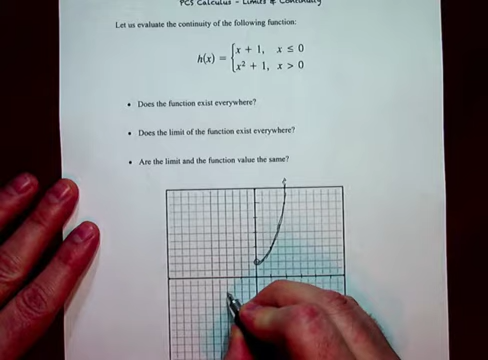 PCS Calculus - Limits & Continuity
Let us evaluate the continuity of the following function:
h(x) = {x + 1, x ≤ 0
x² + 1, x > 0
• Does the function exist everywhere?
• Does the limit of the function exist everywhere?
• Are the limit and the function value the same?